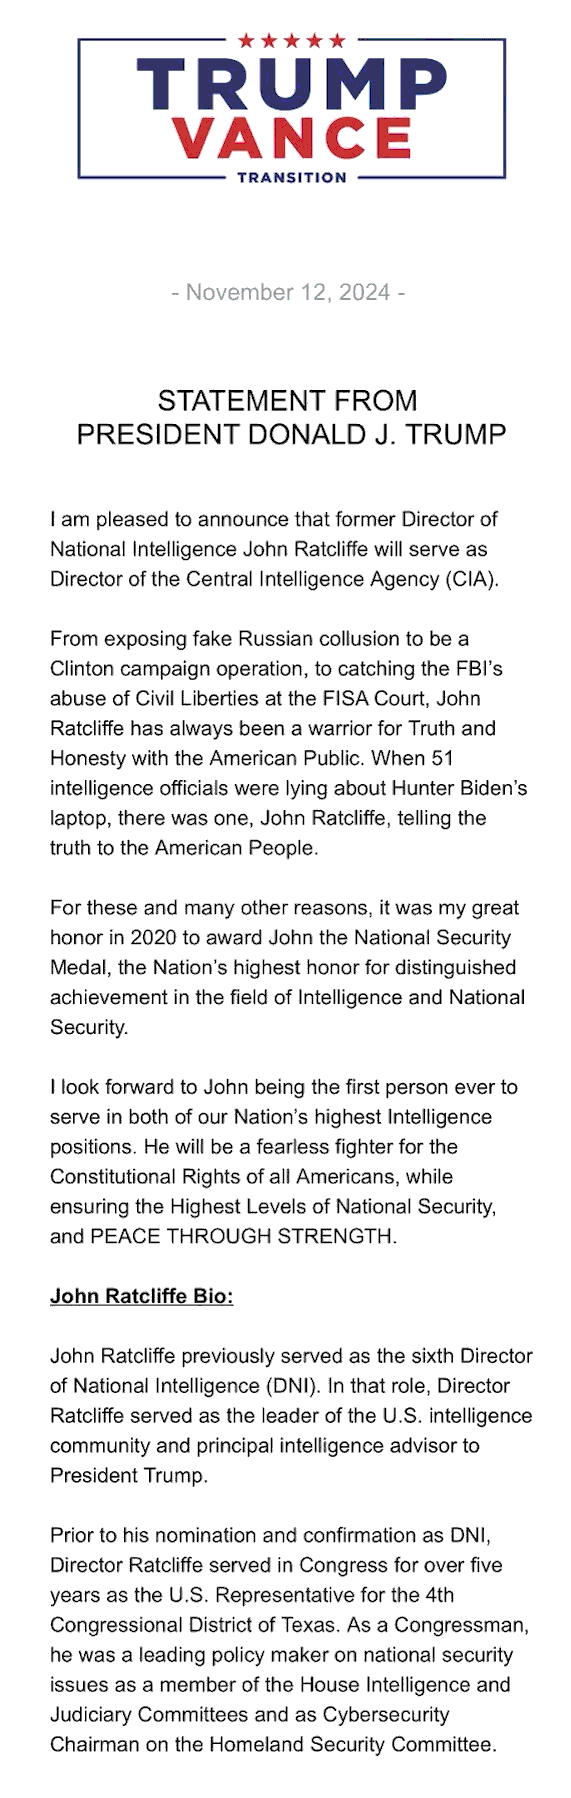 TRUMP
VANCE
TRANSITION
- November 12, 2024 -
STATEMENT FROM
PRESIDENT DONALD J. TRUMP
I am pleased to announce that former Director of
National Intelligence John Ratcliffe will serve as
Director of the Central Intelligence Agency (CIA).
From exposing fake Russian collusion to be a
Clinton campaign operation, to catching the FBI’s
abuse of Civil Liberties at the FISA Court, John
Ratcliffe has always been a warrior for Truth and
Honesty with the American Public. When 51
intelligence officials were lying about Hunter Biden’s
laptop, there was one, John Ratcliffe, telling the
truth to the American People.
For these and many other reasons, it was my great
honor in 2020 to award John the National Security
Medal, the Nation’s highest honor for distinguished
achievement in the field of Intelligence and National
Security.
I look forward to John being the first person ever to
serve in both of our Nation’s highest Intelligence
positions. He will be a fearless fighter for the
Constitutional Rights of all Americans, while
ensuring the Highest Levels of National Security,
and PEACE THROUGH STRENGTH.
John Ratcliffe Bio:
John Ratcliffe previously served as the sixth Director
of National Intelligence (DNI). In that role, Director
Ratcliffe served as the leader of the U.S. intelligence
community and principal intelligence advisor to
President Trump.
Prior to his nomination and confirmation as DNI,
Director Ratcliffe served in Congress for over five
years as the U.S. Representative for the 4th
Congressional District of Texas. As a Congressman,
he was a leading policy maker on national security
issues as a member of the House Intelligence and
Judiciary Committees and as Cybersecurity
Chairman on the Homeland Security Committee.